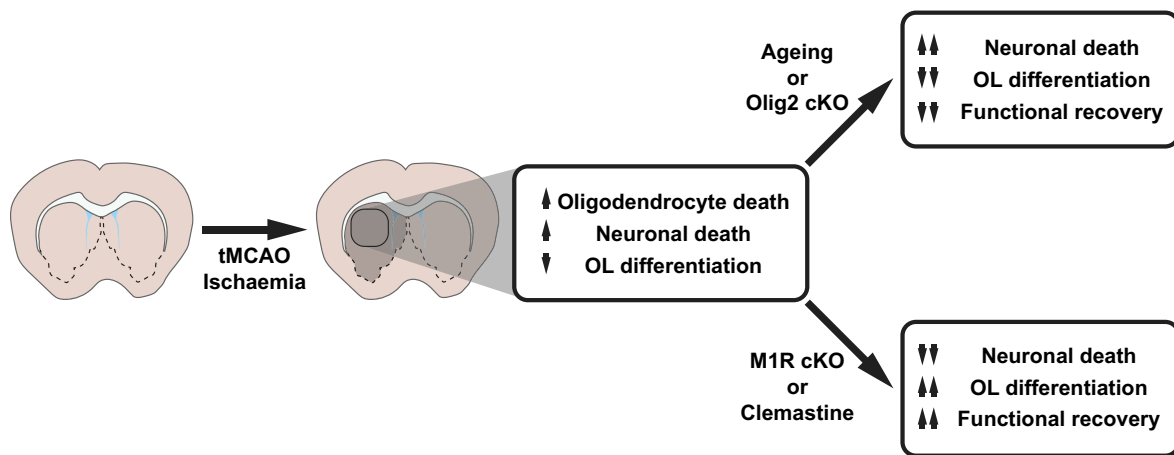 tMCAO
Ischaemia
Oligodendrocyte death
Neuronal death
OL differentiation
Ageing
or
Olig2 cKO
Neuronal death
OL differentiation
Functional recovery
M1R cKO
or
Clemastine
Neuronal death
OL differentiation
Functional recovery